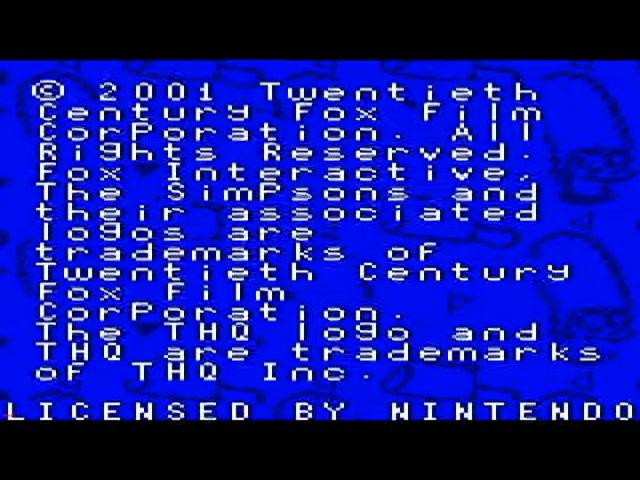 © 2001 Twentieth
Century Fox Film
Corporation. All
Rights Reserved.
Fox Interactive,
The Simpsons and
their associated
logos are
trademarks of
Twentieth Century
Fox Film
Corporation.
The THQ logo and
THQ are trademarks
of THQ Inc.
LICENSED BY NINTENDO